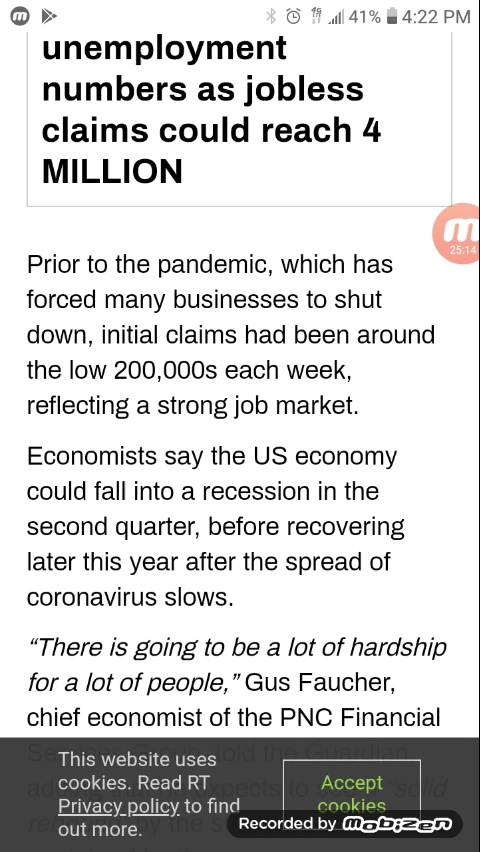 41% 4:22 PM
unemployment
numbers as jobless
claims could reach 4
MILLION
25:14
Prior to the pandemic, which has
forced many businesses to shut
down, initial claims had been around
the low 200,000s each week,
reflecting a strong job market.
Economists say the US economy
could fall into a recession in the
second quarter, before recovering
later this year after the spread of
coronavirus slows.
“There is going to be a lot of hardship
for a lot of people,” Gus Faucher,
chief economist of the PNC Financial
This website uses
cookies. Read RT
Privacy policy to find
out more.
Accept
cookies
Recorded by mobizen